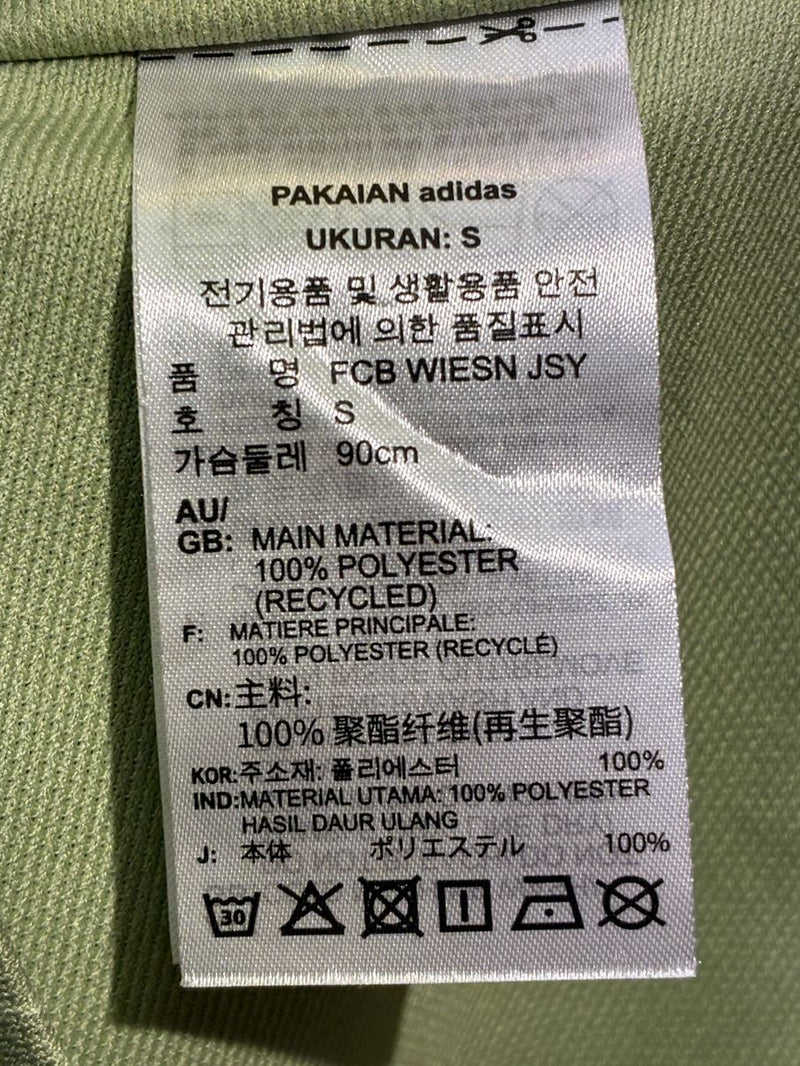 PAKAIAN adidas
UKURAN: S
전기용품 및 생활용품 안전
관리법에 의한 품질표시
품 명 FCB WIESN JSY
호 칭 S
가슴둘레 90cm
AU/
GB: MAIN MATERIAL:
100% POLYESTER
(RECYCLED)
F: MATIERE PRINCIPALE:
100% POLYESTER (RECYCLÉ)
CN:主料:
100% 聚酯纤维(再生聚酯)
KOR:주소재: 폴리에스터 100%
IND:MATERIAL UTAMA: 100% POLYESTER
HASIL DAUR ULANG
J: 本体 ポリエステル 100%
30